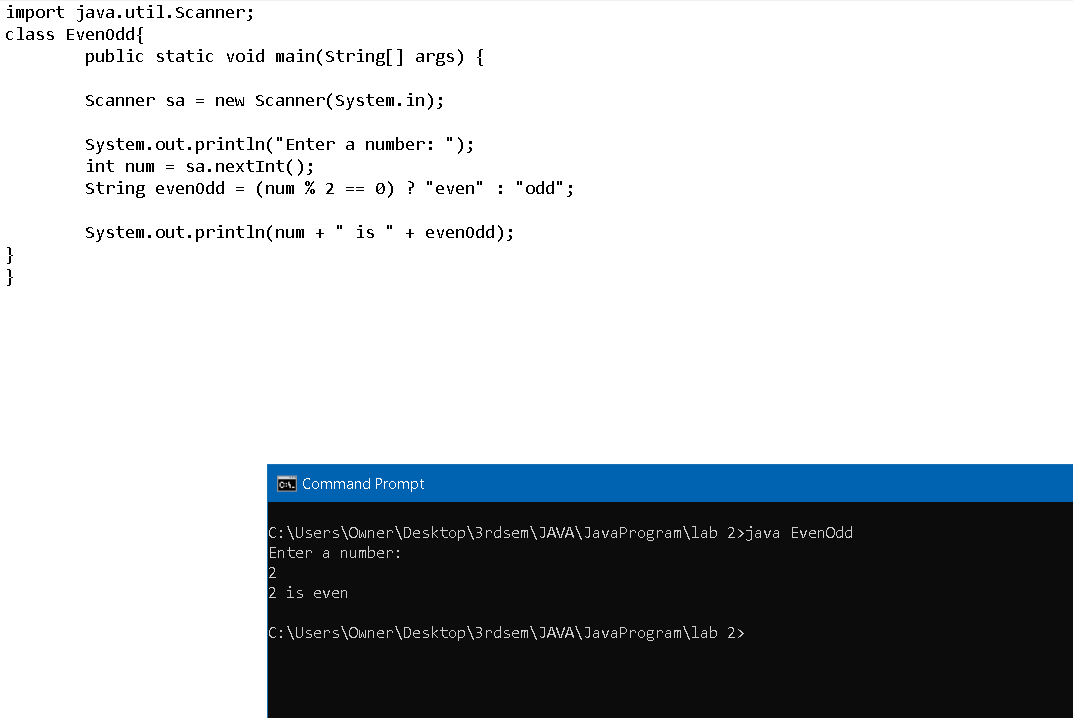 import java.util.Scanner;
class EvenOdd{
public static void main(String[] args) {
Scanner sa = new Scanner(System.in);
System.out.println("Enter a number: ");
int num = sa.nextInt();
String evenOdd = (num % 2 == 0) ? "even" : "odd";
System.out.println(num + " is " + evenOdd);
}
}
C:\. Command Prompt
C:\Users\Owner\Desktop\3rdsem\JAVA\JavaProgram\lab 2>java EvenOdd
Enter a number:
2
2 is even
C:\Users\Owner\Desktop\3rdsem\JAVA\JavaProgram\lab 2>